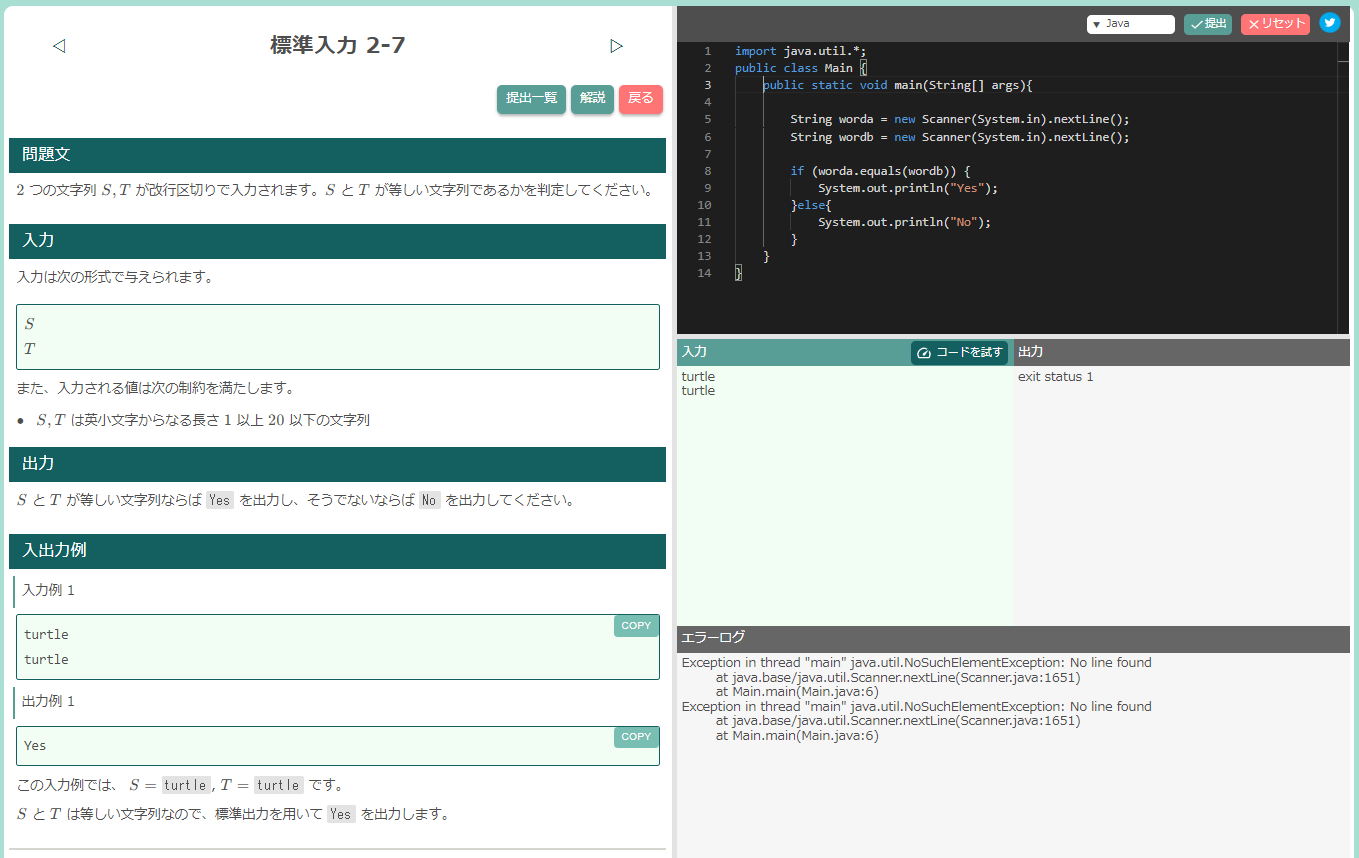 ◁ 標準入力 2-7 ▷
提出一覧 解説 戻る
問題文
2 つの文字列 S, T が改行区切りで入力されます。S と T が等しい文字列であるかを判定してください。
入力
入力は次の形式で与えられます。
S
T
また、入力される値は次の制約を満たします。
• S, T は英小文字からなる長さ 1 以上 20 以下の文字列
出力
S と T が等しい文字列ならば Yes を出力し、そうでないならば No を出力してください。
入出力例
入力例 1
COPY
turtle
turtle
出力例 1
COPY
Yes
この入力例では、 S = turtle, T = turtle です。
S と T は等しい文字列なので、標準出力を用いて Yes を出力します。
▼ Java ✓提出 ×リセット
1 import java.util.*;
2 public class Main {
3 public static void main(String[] args){
4
5 String worda = new Scanner(System.in).nextLine();
6 String wordb = new Scanner(System.in).nextLine();
7
8 if (worda.equals(wordb)) {
9 System.out.println("Yes");
10 }else{
11 System.out.println("No");
12 }
13 }
14 }
入力 コードを試す
turtle
turtle
出力
exit status 1
エラーログ
Exception in thread "main" java.util.NoSuchElementException: No line found
at java.base/java.util.Scanner.nextLine(Scanner.java:1651)
at Main.main(Main.java:6)
Exception in thread "main" java.util.NoSuchElementException: No line found
at java.base/java.util.Scanner.nextLine(Scanner.java:1651)
at Main.main(Main.java:6)